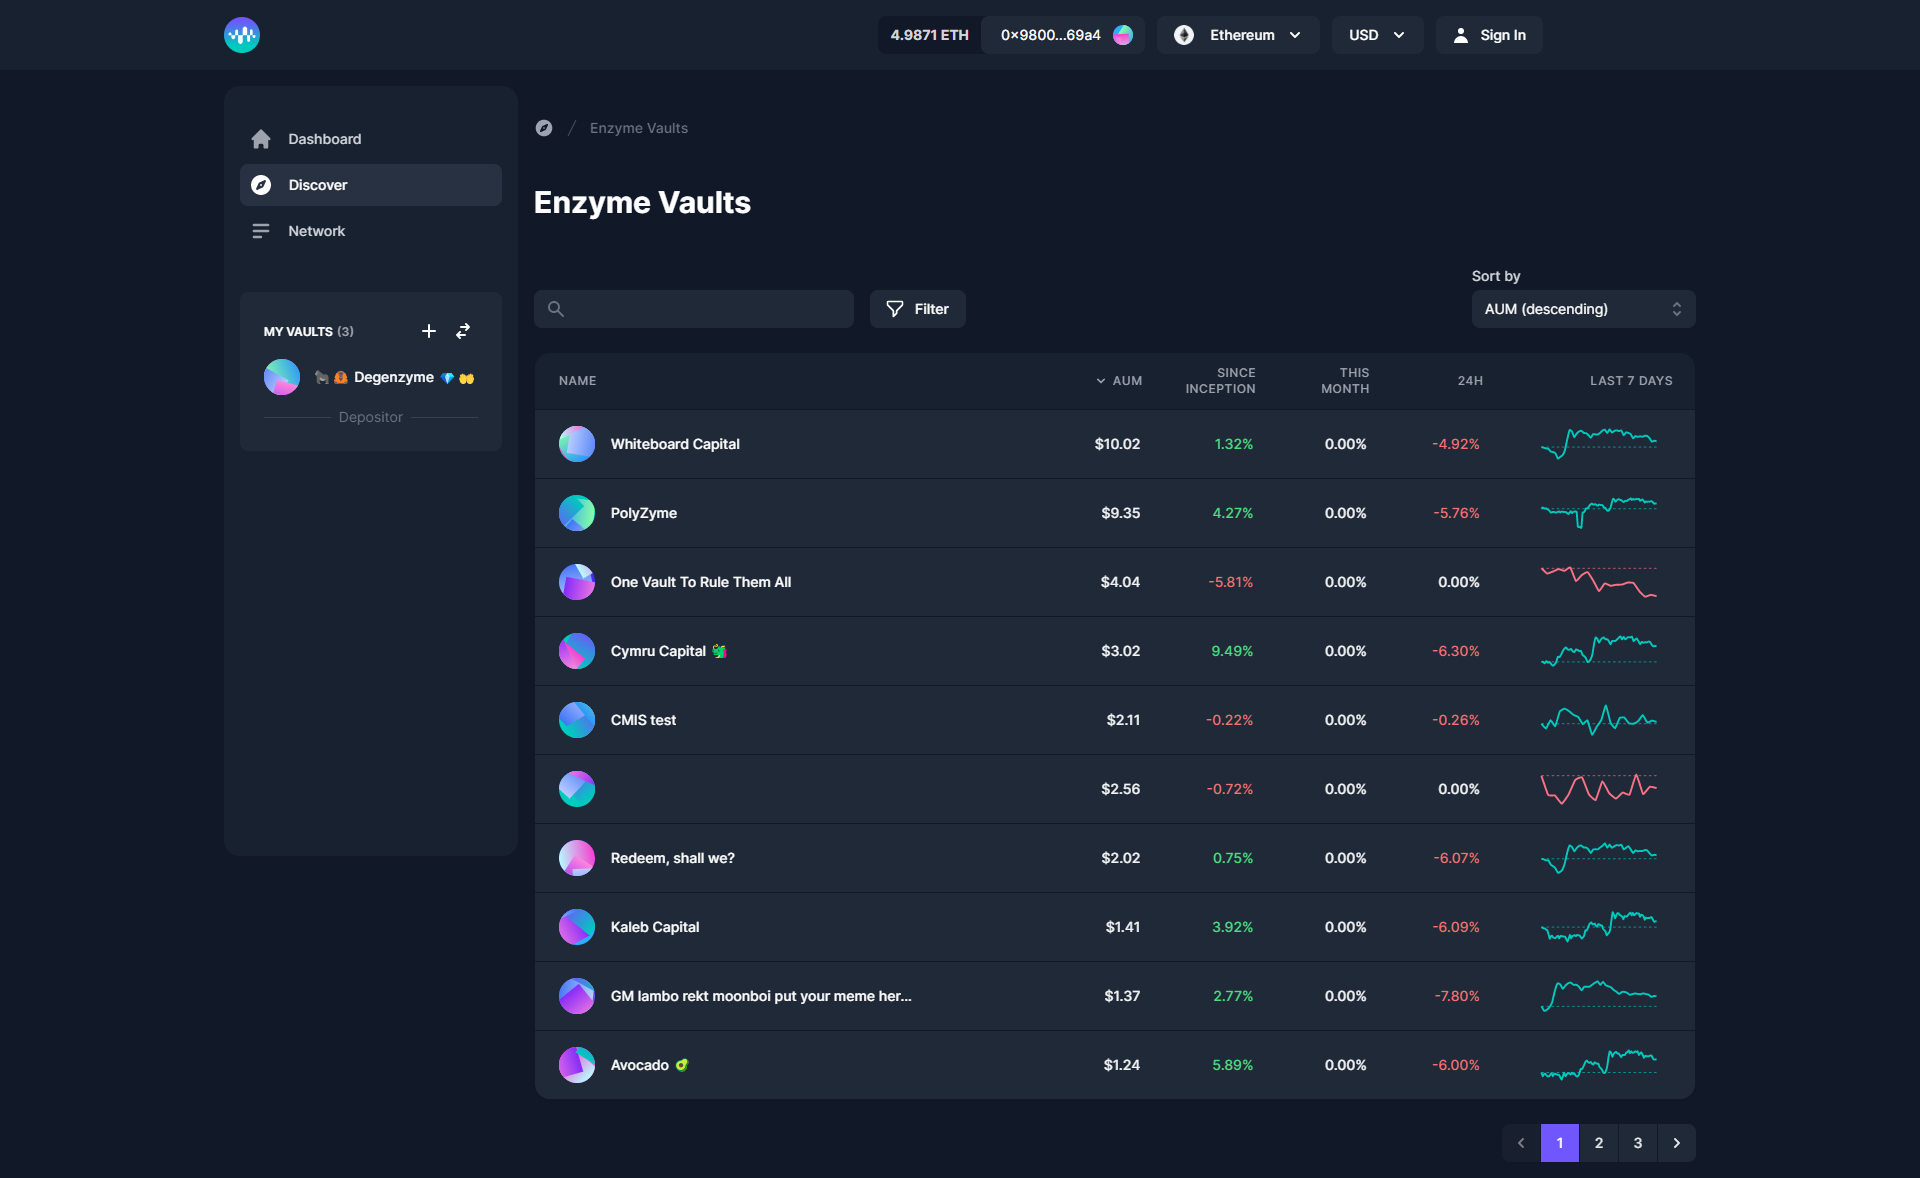 4.9871 ETH
0×9800...69a4
Ethereum
USD
Sign In
Dashboard
Discover
Network
MY VAULTS (3)
🦍🦧 Degenzyme 💎👐
Depositor
/ Enzyme Vaults
Enzyme Vaults
Filter
Sort by
AUM (descending)
NAME AUM SINCE INCEPTION THIS MONTH 24H LAST 7 DAYS
Whiteboard Capital $10.02 1.32% 0.00% -4.92%
PolyZyme $9.35 4.27% 0.00% -5.76%
One Vault To Rule Them All $4.04 -5.81% 0.00% 0.00%
Cymru Capital 🐲 $3.02 9.49% 0.00% -6.30%
CMIS test $2.11 -0.22% 0.00% -0.26%
$2.56 -0.72% 0.00% 0.00%
Redeem, shall we? $2.02 0.75% 0.00% -6.07%
Kaleb Capital $1.41 3.92% 0.00% -6.09%
GM lambo rekt moonboi put your meme her... $1.37 2.77% 0.00% -7.80%
Avocado 🥑 $1.24 5.89% 0.00% -6.00%
1 2 3